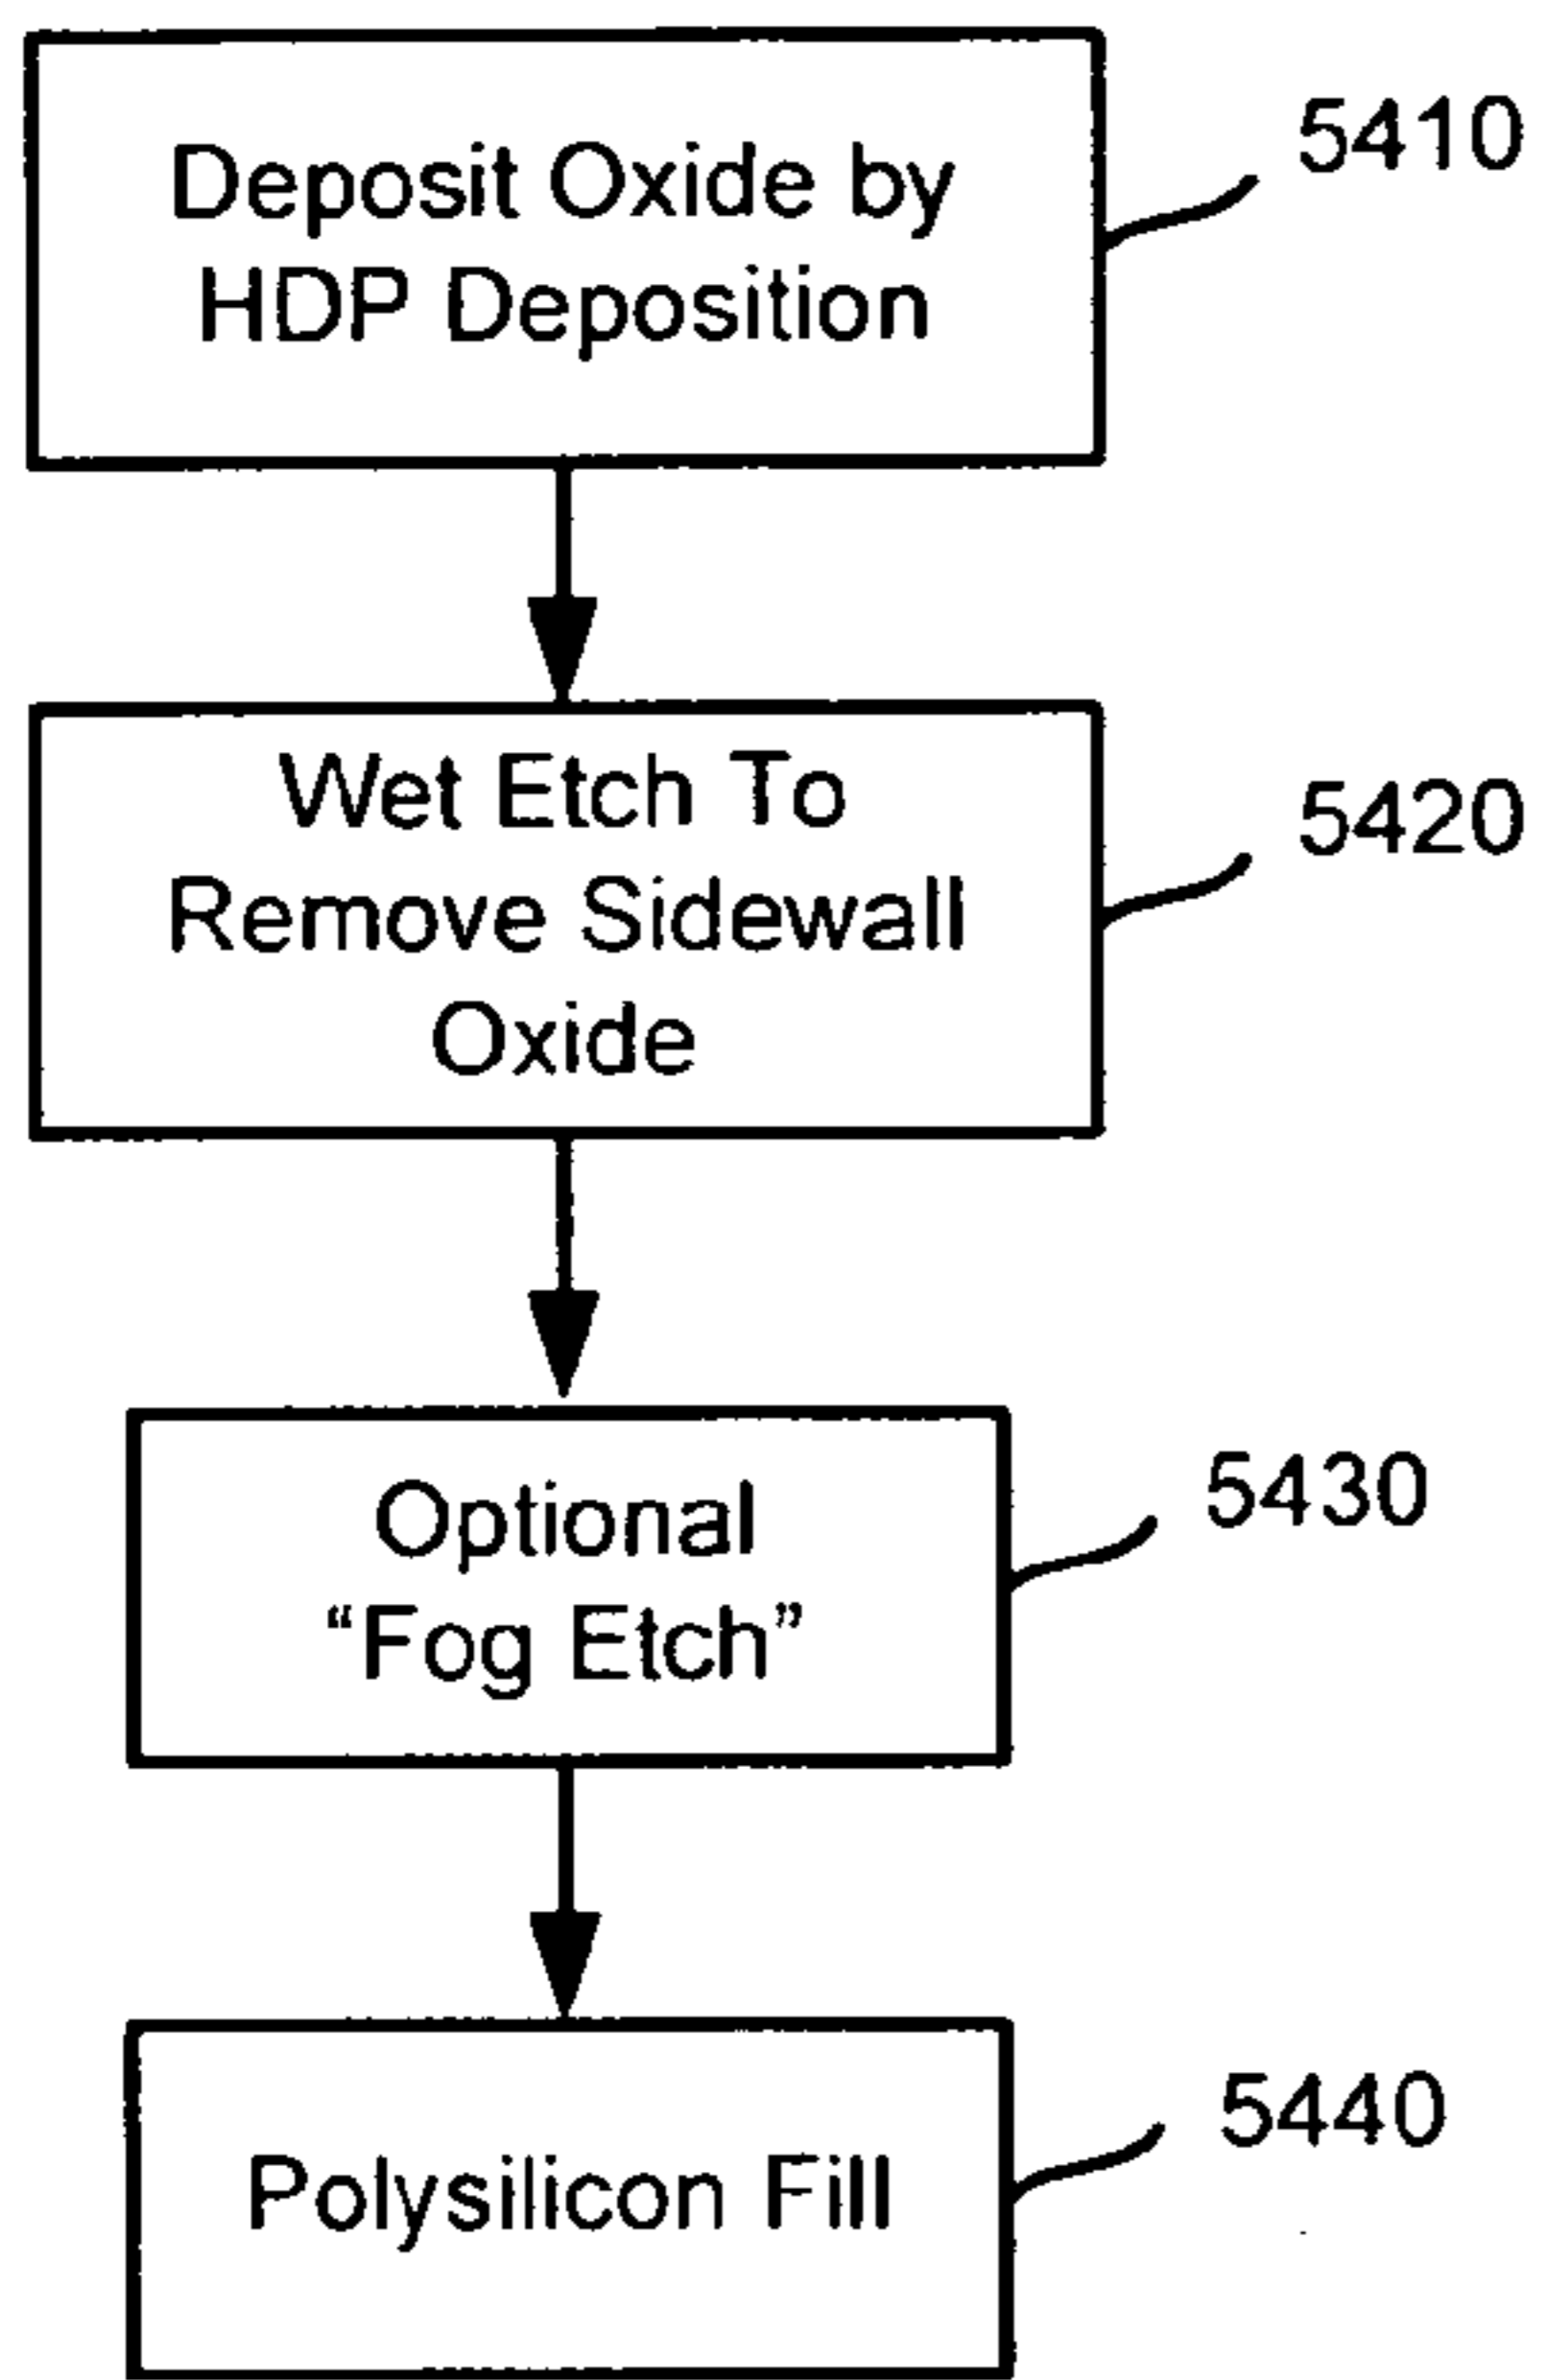 Deposit Oxide by
HDP Deposition
5410
Wet Etch To
Remove Sidewall
Oxide
5420
Optional
“Fog Etch”
5430
Polysilicon Fill
5440